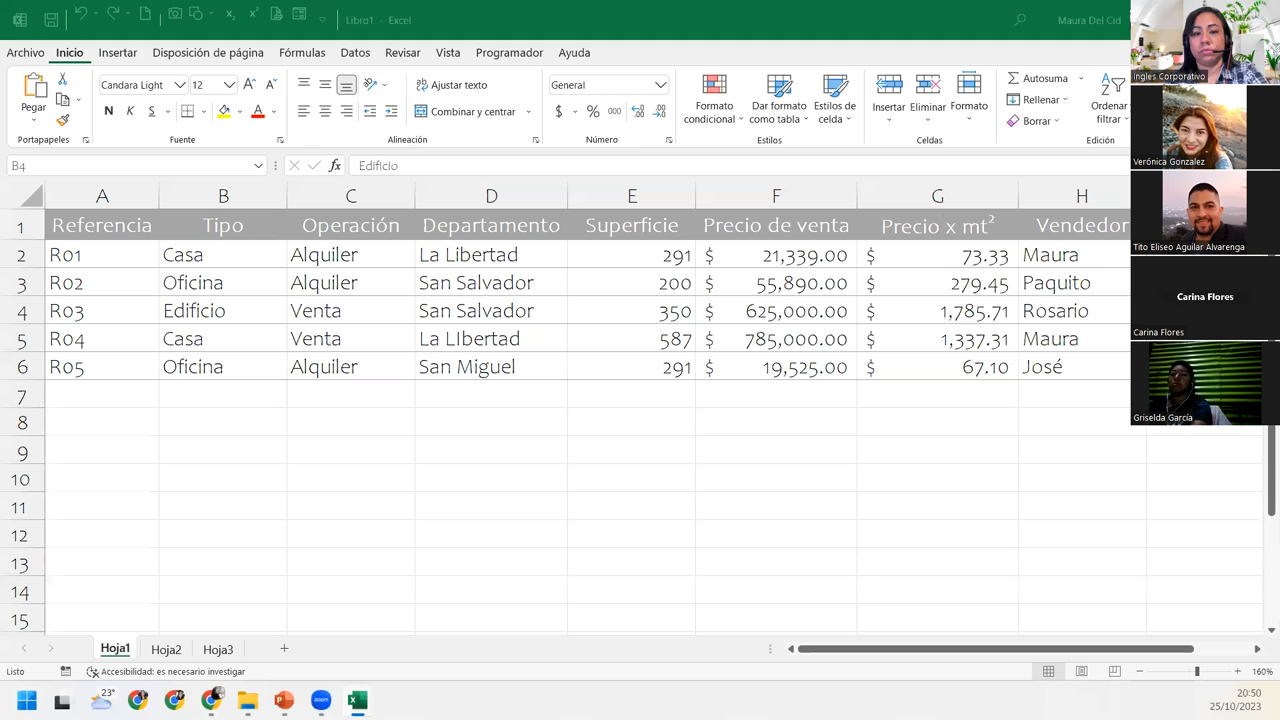 Libro1 - Excel
Maura Del Cid
Archivo Inicio Insertar Disposición de página Fórmulas Datos Revisar Vista Programador Ayuda
Pegar
Candara Light 12
N K S
Ajustar texto
Combinar y centrar
General
$ % 000
Formato condicional
Dar formato como tabla
Estilos de celda
Insertar Eliminar Formato
Autosuma
Rellenar
Borrar
Ordenar filtrar
Portapapeles Fuente Alineación Número Estilos Celdas Edición
B4 fx Edificio
A B C D E F G H
1 Referencia Tipo Operación Departamento Superficie Precio de venta Precio x mt² Vendedor
2 R01 Casa Alquiler La Libertad 291 $ 21,339.00 $ 73.33 Maura
3 R02 Oficina Alquiler San Salvador 200 $ 55,890.00 $ 279.45 Paquito
4 R03 Edificio Venta San Salvador 350 $ 625,000.00 $ 1,785.71 Rosario
5 R04 Casa Venta La LIbertad 587 $ 785,000.00 $ 1,337.31 Maura
6 R05 Oficina Alquiler San Miguel 291 $ 19,525.00 $ 67.10 José
7
8
9
10
11
12
13
14
15
Ingles Corporativo
Verónica Gonzalez
Tito Eliseo Aguilar Alvarenga
Carina Flores
Carina Flores
Griselda García
Hoja1 Hoja2 Hoja3
Listo Accesibilidad: es necesario investigar 160%
23°
zoom
20:50
25/10/2023